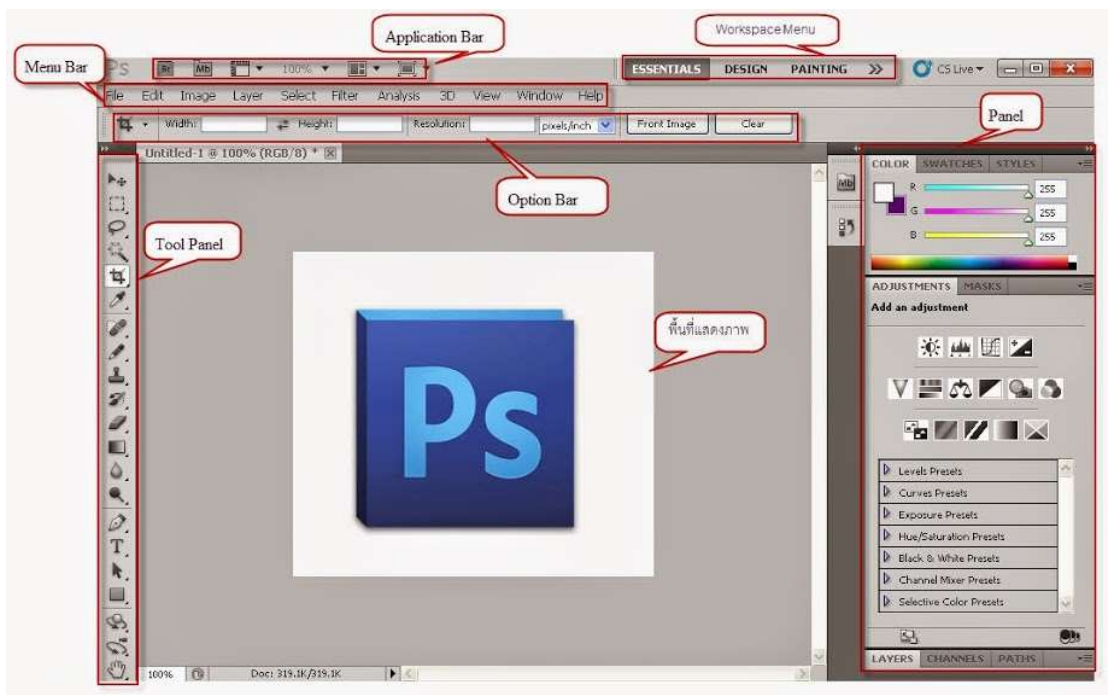 Application Bar
Workspace Menu
Menu Bar
Ps Br Mb 100% ESSENTIALS DESIGN PAINTING >> CS Live
File Edit Image Layer Select Filter Analysis 3D View Window Help
Width: Height: Resolution: pixels/inch Front Image Clear
Panel
Untitled-1 @ 100% (RGB/8) *
Option Bar
Tool Panel
พื้นที่แสดงภาพ
Ps
T
100% Doc: 319.1K/319.1K
Mb
COLOR SWATCHES STYLES
R 255
G 255
B 255
ADJUSTMENTS MASKS
Add an adjustment
Levels Presets
Curves Presets
Exposure Presets
Hue/Saturation Presets
Black & White Presets
Channel Mixer Presets
Selective Color Presets
LAYERS CHANNELS PATHS